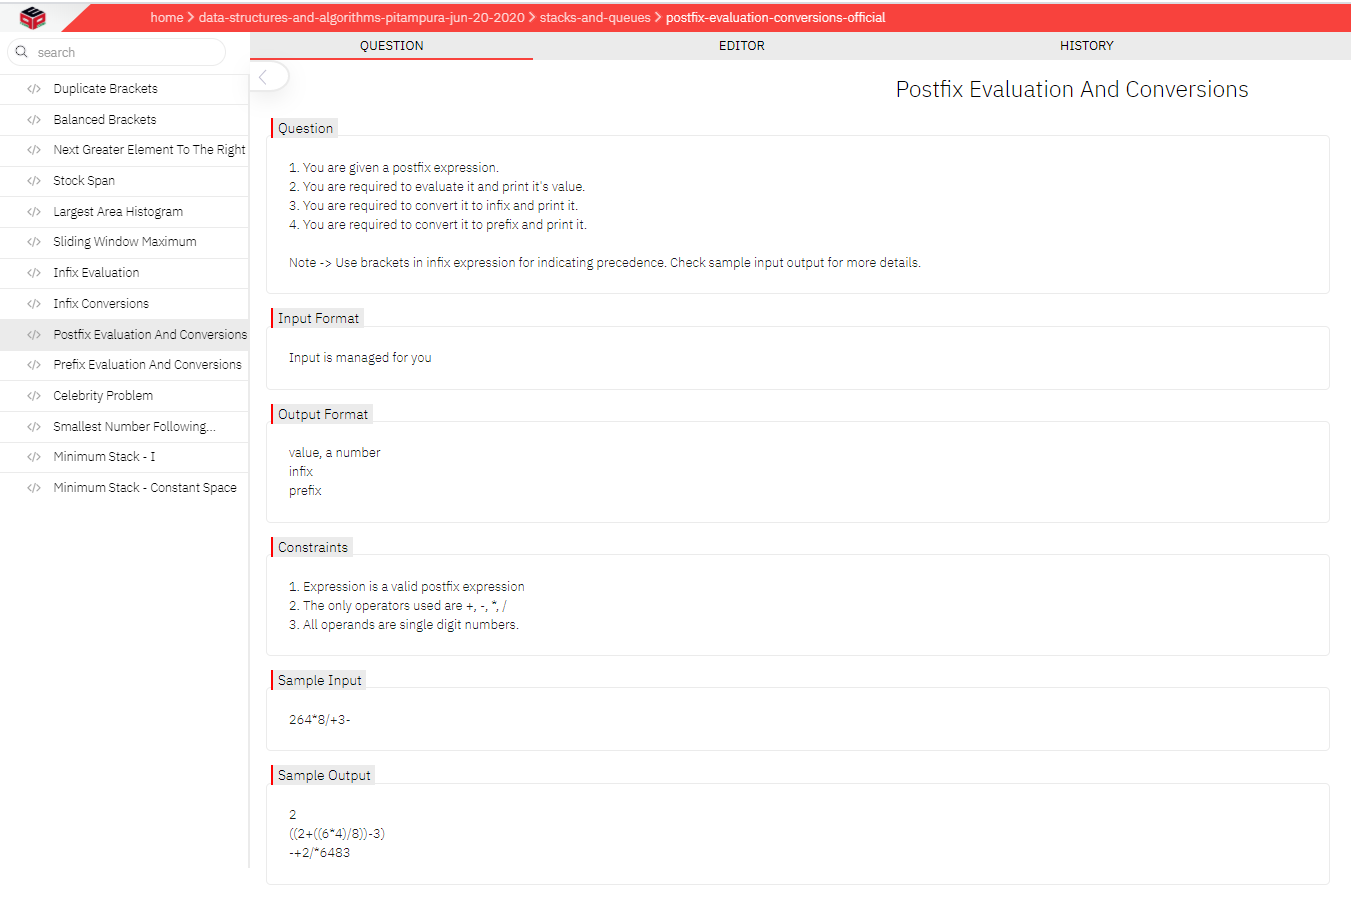 home > data-structures-and-algorithms-pitampura-jun-20-2020 > stacks-and-queues > postfix-evaluation-conversions-official
search
QUESTION
EDITOR
HISTORY
</> Duplicate Brackets
</> Balanced Brackets
</> Next Greater Element To The Right
</> Stock Span
</> Largest Area Histogram
</> Sliding Window Maximum
</> Infix Evaluation
</> Infix Conversions
</> Postfix Evaluation And Conversions
</> Prefix Evaluation And Conversions
</> Celebrity Problem
</> Smallest Number Following...
</> Minimum Stack - I
</> Minimum Stack - Constant Space
Postfix Evaluation And Conversions
Question
1. You are given a postfix expression.
2. You are required to evaluate it and print it's value.
3. You are required to convert it to infix and print it.
4. You are required to convert it to prefix and print it.
Note -> Use brackets in infix expression for indicating precedence. Check sample input output for more details.
Input Format
Input is managed for you
Output Format
value, a number
infix
prefix
Constraints
1. Expression is a valid postfix expression
2. The only operators used are +, -, *, /
3. All operands are single digit numbers.
Sample Input
264*8/+3-
Sample Output
2
((2+((6*4)/8))-3)
-+2/*6483